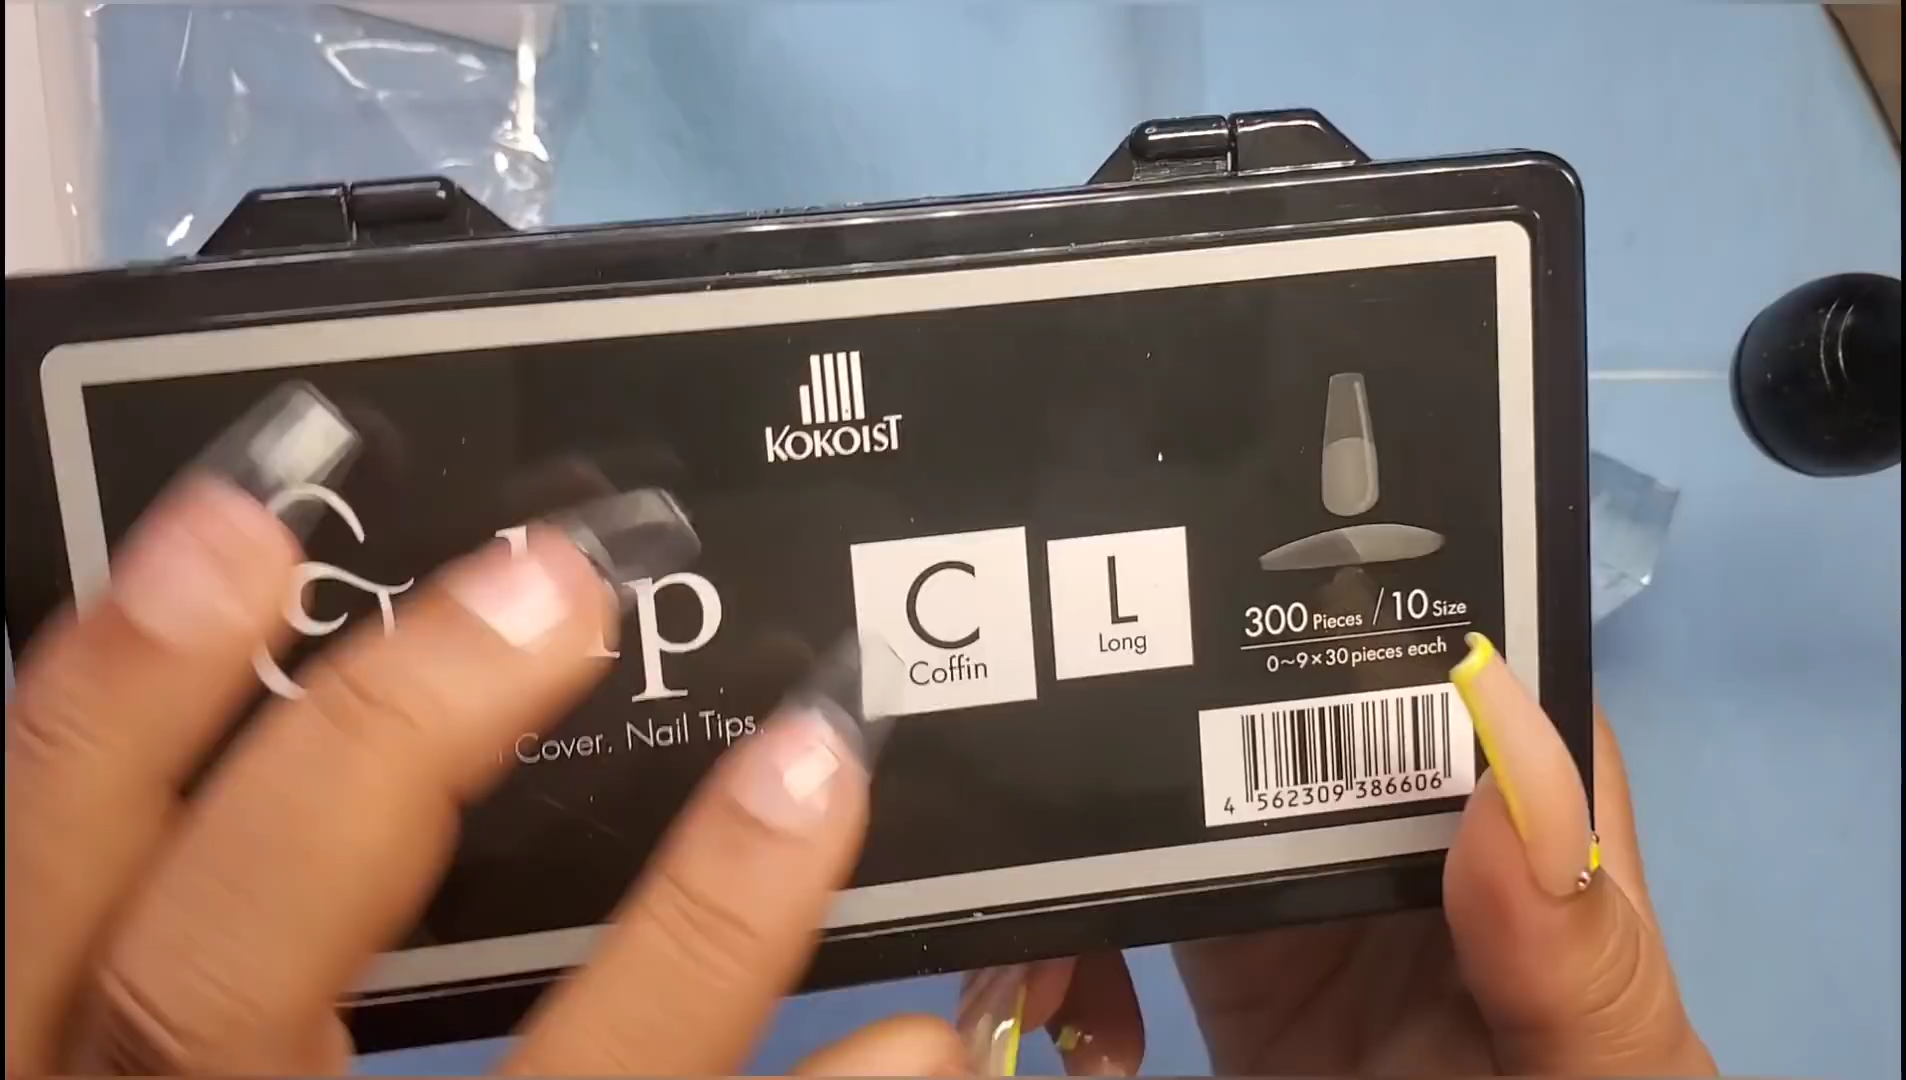 KOKOIST
C
Coffin
L
Long
300 Pieces / 10 Size
0~9×30 pieces each
Cover. Nail Tips.
4 562309 386606